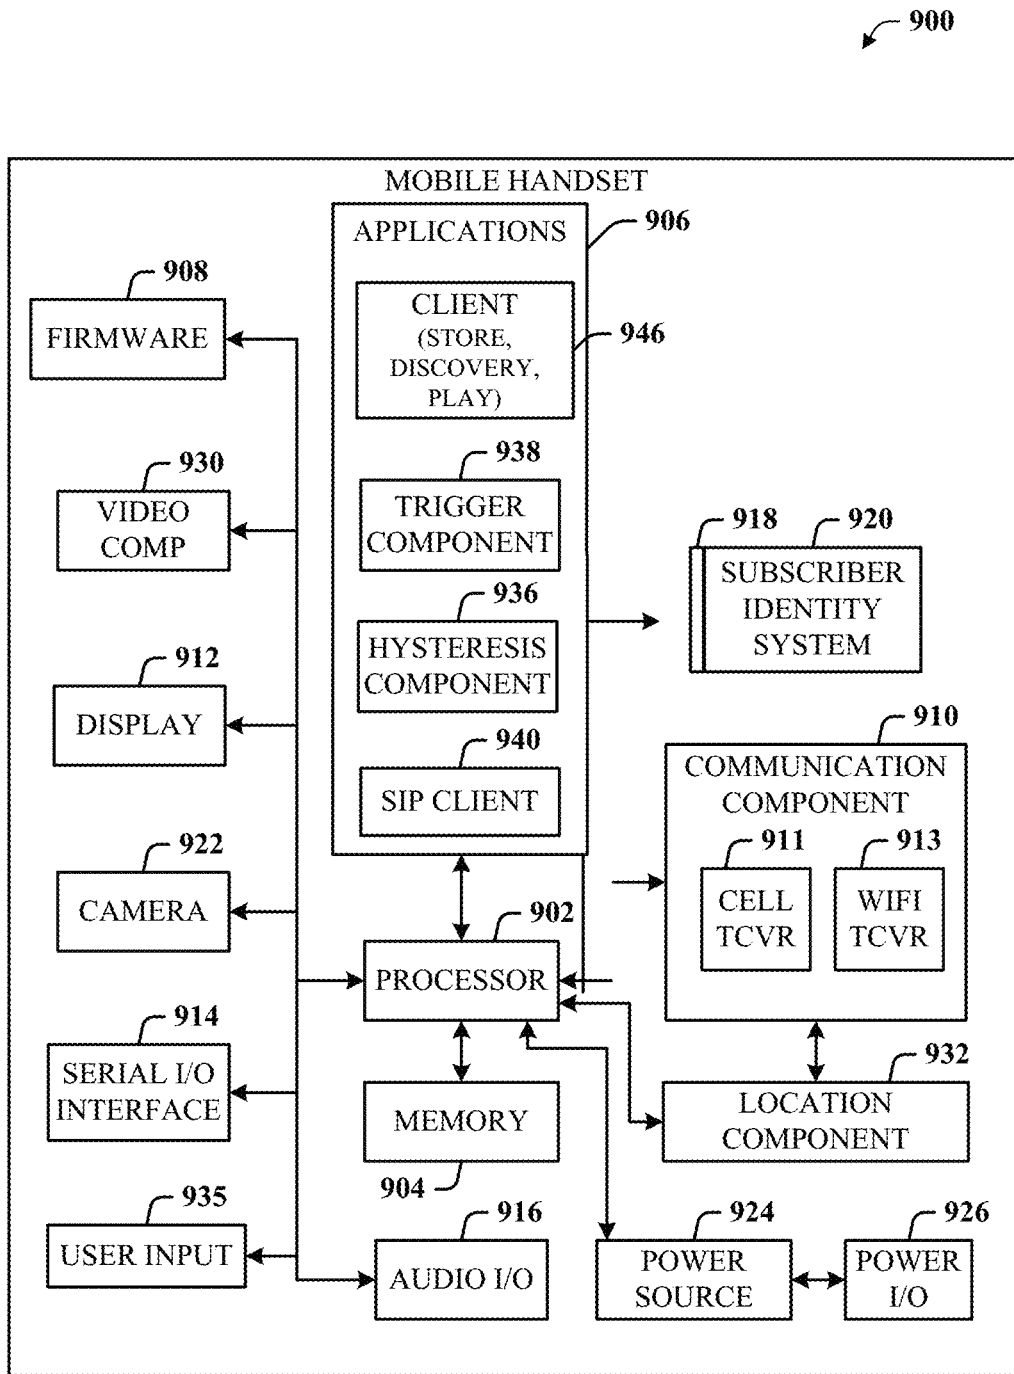 900
MOBILE HANDSET
APPLICATIONS
906
CLIENT
(STORE,
DISCOVERY,
PLAY)
946
908
FIRMWARE
938
TRIGGER
COMPONENT
930
VIDEO
COMP
918
920
SUBSCRIBER
IDENTITY
SYSTEM
936
HYSTERESIS
COMPONENT
912
DISPLAY
940
SIP CLIENT
910
COMMUNICATION
COMPONENT
911
CELL
TCVR
913
WIFI
TCVR
922
CAMERA
902
PROCESSOR
914
SERIAL I/O
INTERFACE
MEMORY
904
932
LOCATION
COMPONENT
935
USER INPUT
916
AUDIO I/O
924
POWER
SOURCE
926
POWER
I/O